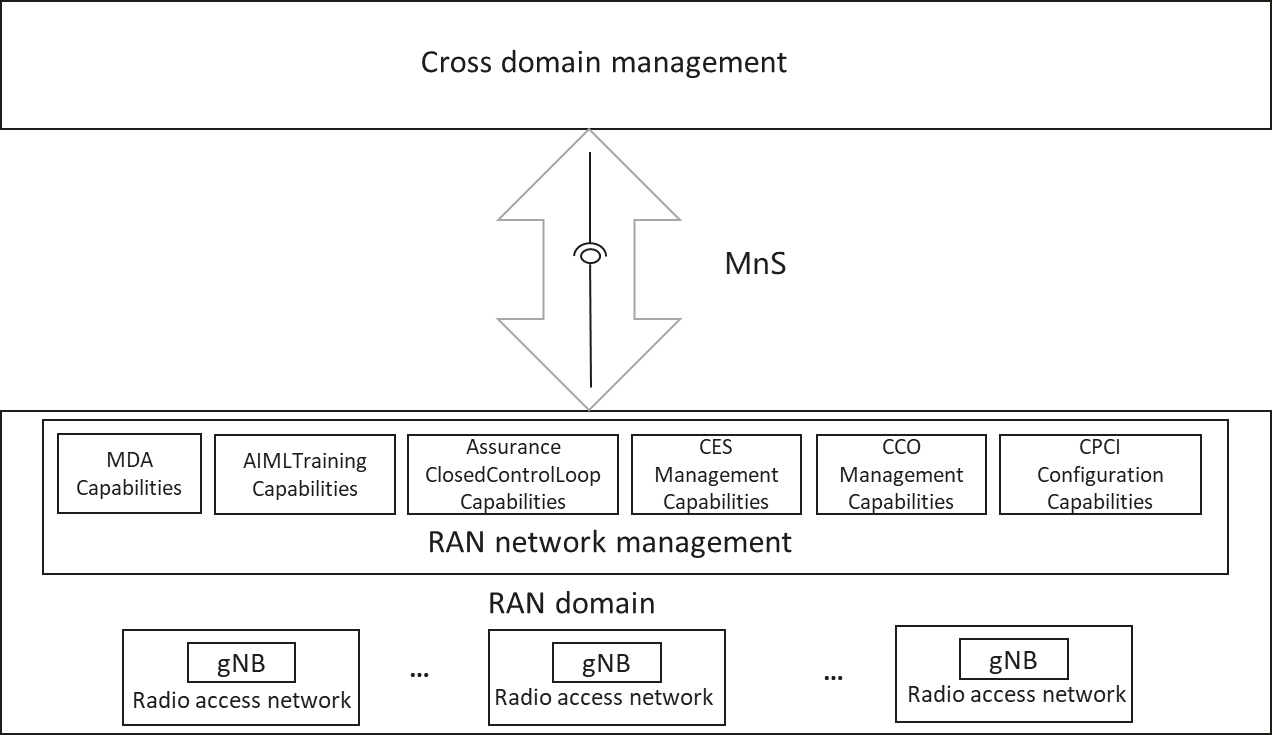 Cross domain management
MnS
MDA
Capabilities
AIMLTraining
Capabilities
Assurance
ClosedControlLoop
Capabilities
CES
Management
Capabilities
CCO
Management
Capabilities
CPCI
Configuration
Capabilities
RAN network management
RAN domain
gNB
Radio access network
...
gNB
Radio access network
...
gNB
Radio access network